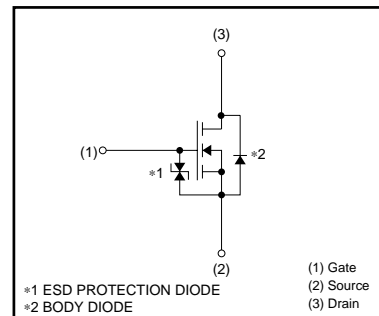 (3)
(1)
∗1
∗2
(2)
∗1 ESD PROTECTION DIODE
∗2 BODY DIODE
(1) Gate
(2) Source
(3) Drain